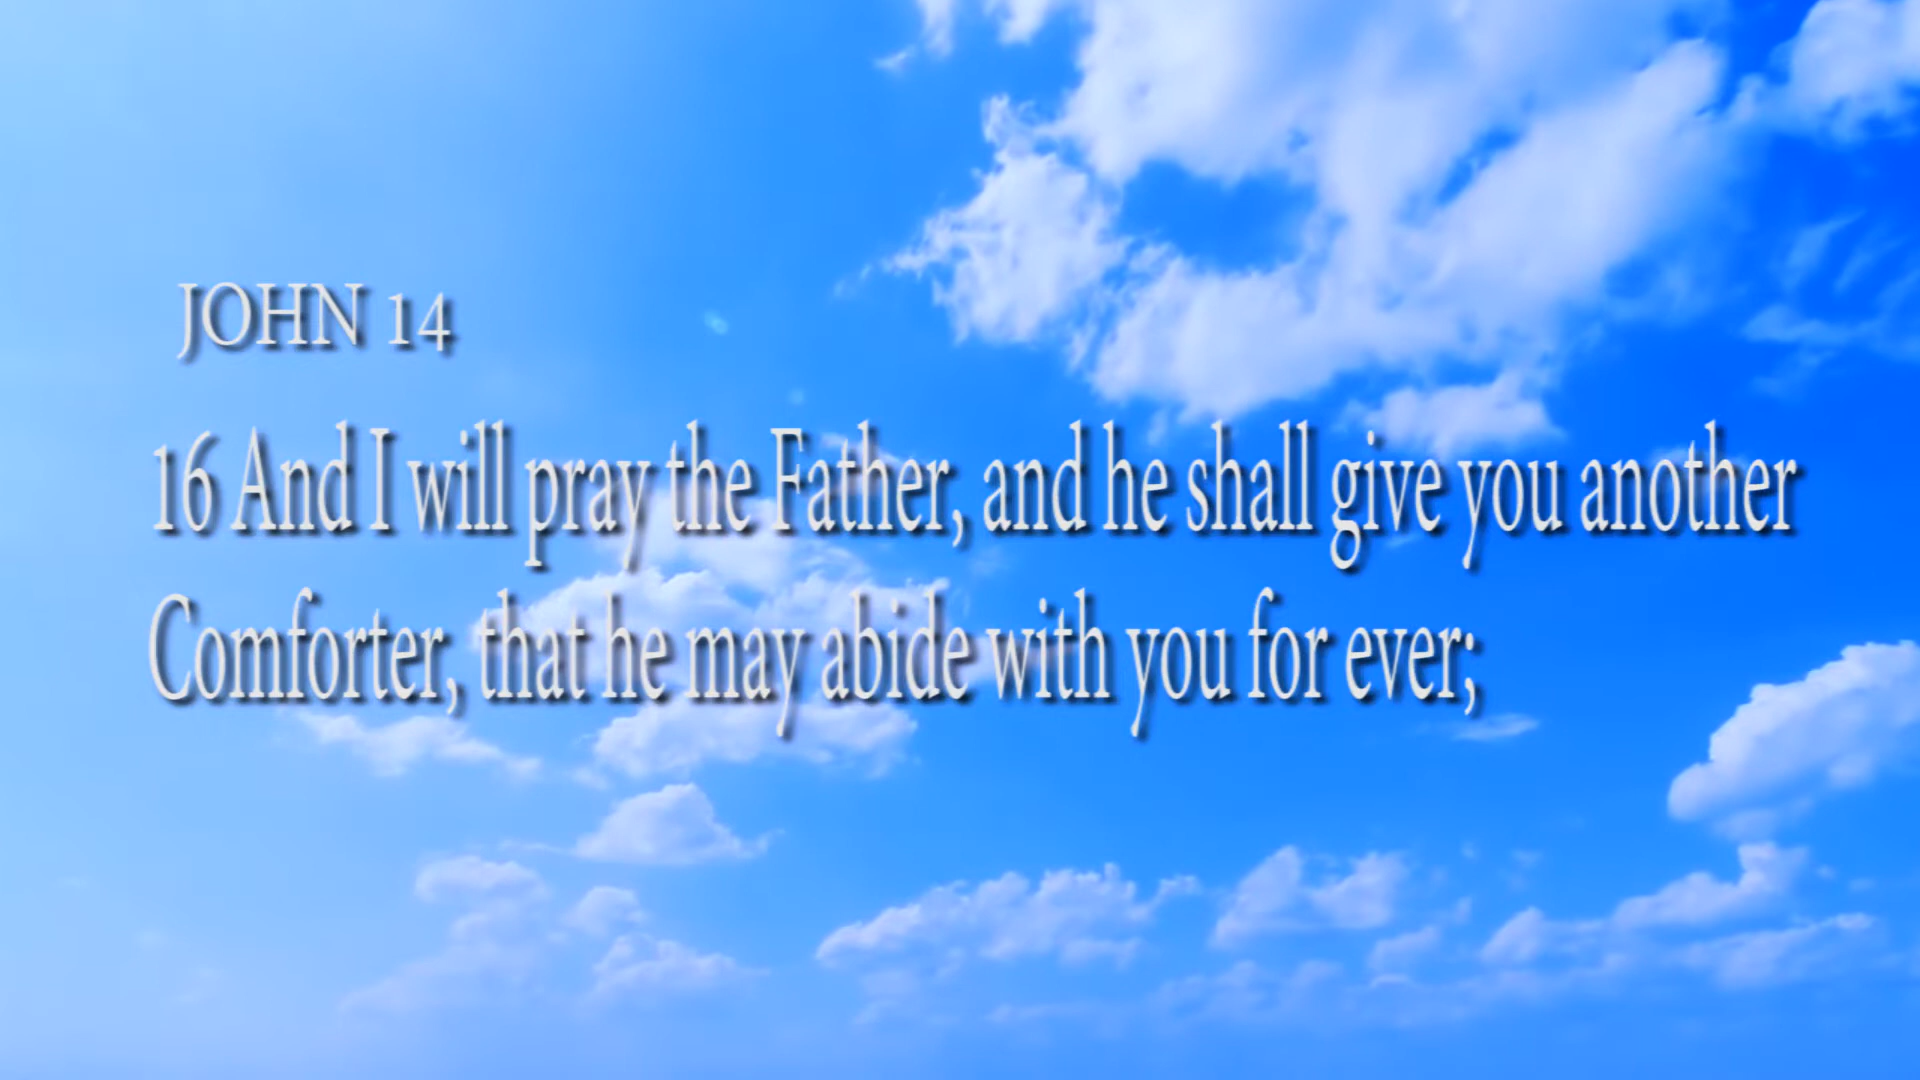 JOHN 14
16 And I will pray the Father, and he shall give you another
Comforter, that he may abide with you for ever;